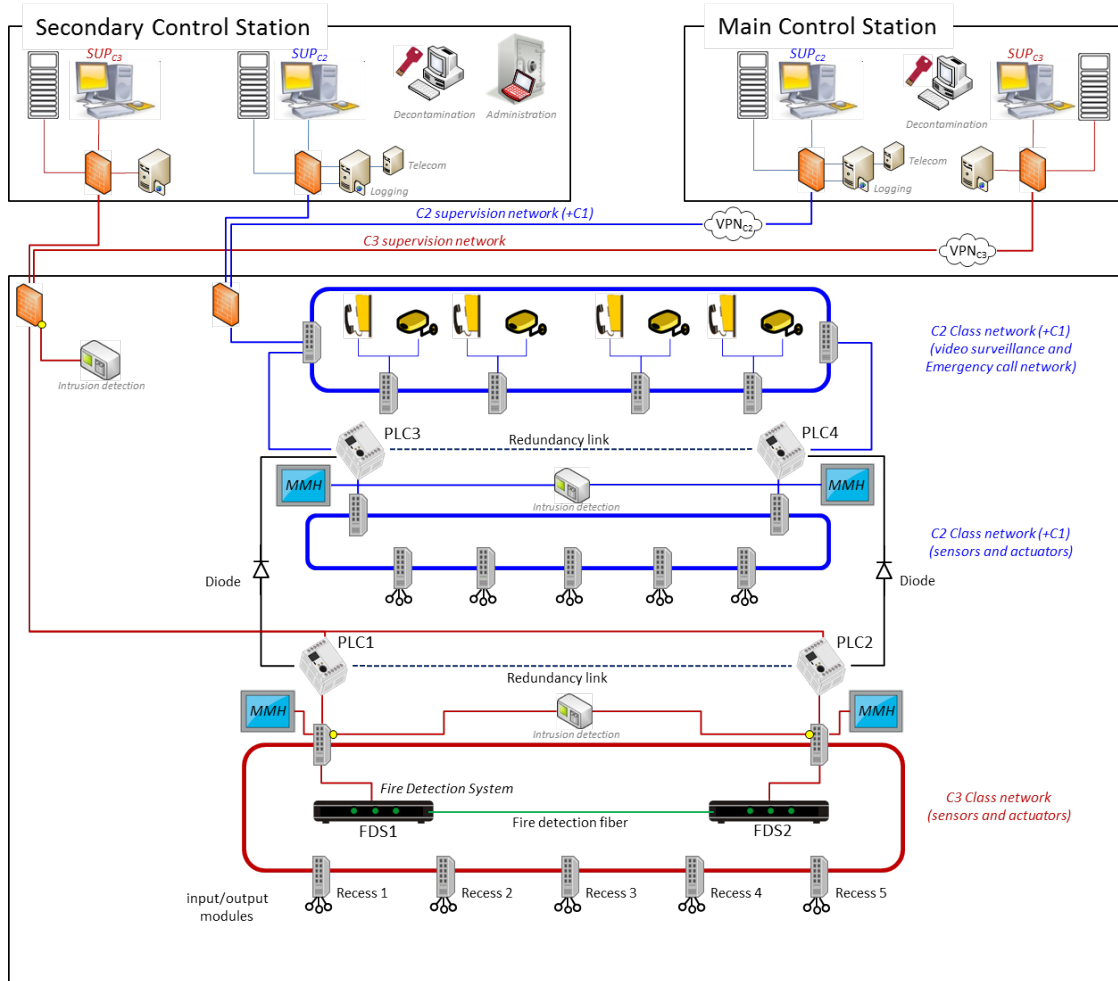 Secondary Control Station
Main Control Station
SUPC3
SUPC2
Decontamination
Administration
Telecom
Logging
SUPC2
SUPC3
Decontamination
Telecom
Logging
C2 supervision network (+C1)
VPNC2
C3 supervision network
VPNC3
Intrusion detection
C2 Class network (+C1)
(video surveillance and
Emergency call network)
PLC3
Redundancy link
PLC4
MMH
Intrusion detection
MMH
C2 Class network (+C1)
(sensors and actuators)
Diode
Diode
PLC1
Redundancy link
PLC2
MMH
Intrusion detection
MMH
Fire Detection System
FDS1
Fire detection fiber
FDS2
C3 Class network
(sensors and actuators)
input/output
modules
Recess 1
Recess 2
Recess 3
Recess 4
Recess 5